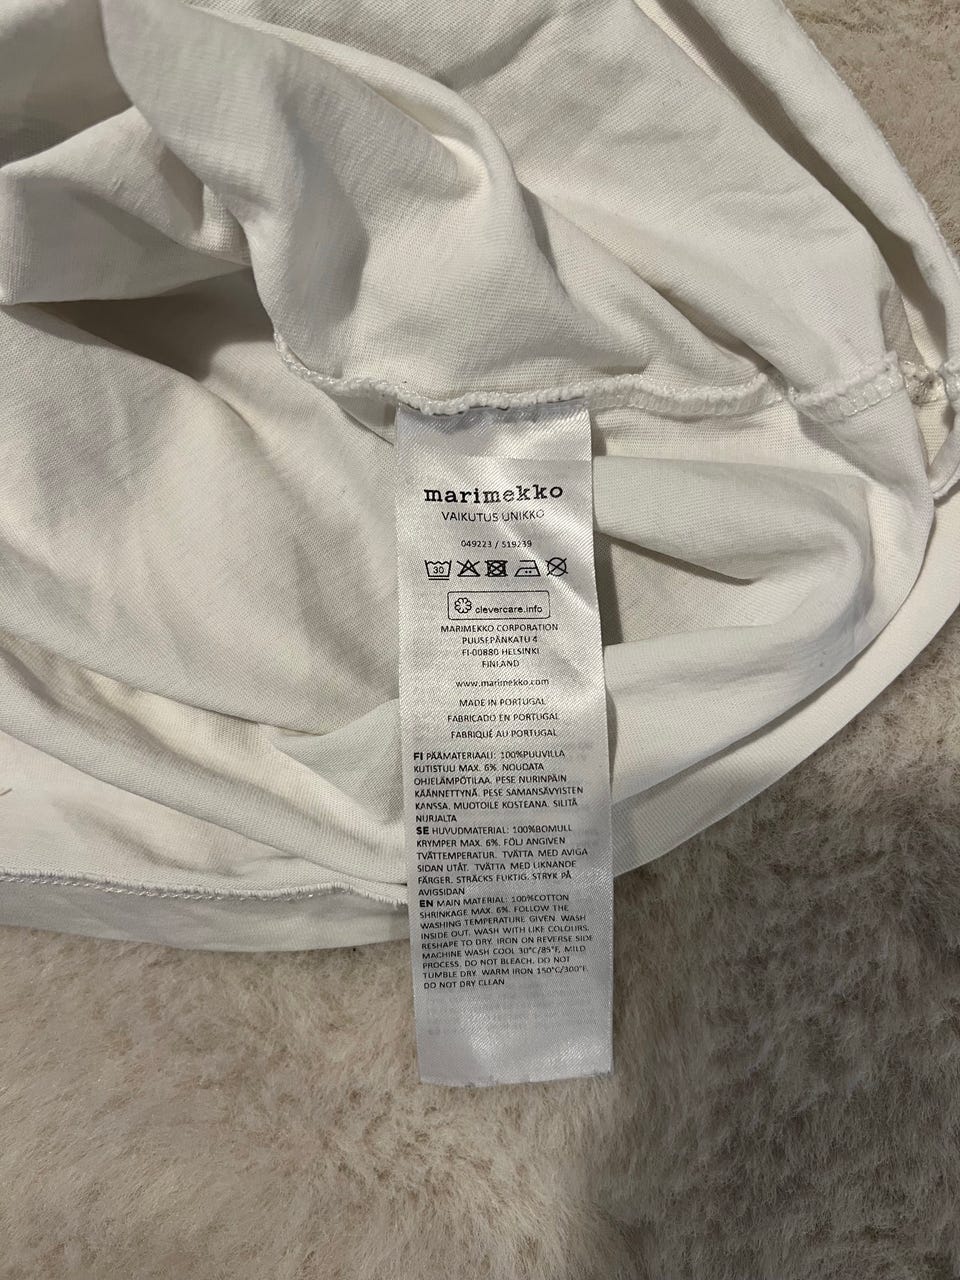 marimekko
VAIKUTUS UNIKKO
049223 / 519239
30
clevercare.info
MARIMEKKO CORPORATION
PUUSEPÄNKATU 4
FI-00880 HELSINKI
FINLAND
www.marimekko.com
MADE IN PORTUGAL
FABRICADO EN PORTUGAL
FABRIQUÉ AU PORTUGAL
FI PÄÄMATERIAALI: 100%PUUVILLA
KUTISTUU MAX. 6%. NOUDATA
OHJELÄMPÖTILAA. PESE NURINPÄIN
KÄÄNNETTYNÄ. PESE SAMANSÄVYISTEN
KANSSA. MUOTOILE KOSTEANA. SILITÄ
NURJALTA
SE HUVUDMATERIAL: 100%BOMULL
KRYMPER MAX. 6%. FÖLJ ANGIVEN
TVÄTTEMPERATUR. TVÄTTA MED AVIGA
SIDAN UTÅT. TVÄTTA MED LIKNANDE
FÄRGER. STRÄCKS FUKTIG. STRYK PÅ
AVIGSIDAN
EN MAIN MATERIAL: 100%COTTON
SHRINKAGE MAX. 6%. FOLLOW THE
WASHING TEMPERATURE GIVEN. WASH
INSIDE OUT. WASH WITH LIKE COLOURS.
RESHAPE TO DRY. IRON ON REVERSE SIDE
MACHINE WASH COOL 30°C/85°F, MILD
PROCESS. DO NOT BLEACH. DO NOT
TUMBLE DRY. WARM IRON 150°C/300°F.
DO NOT DRY CLEAN